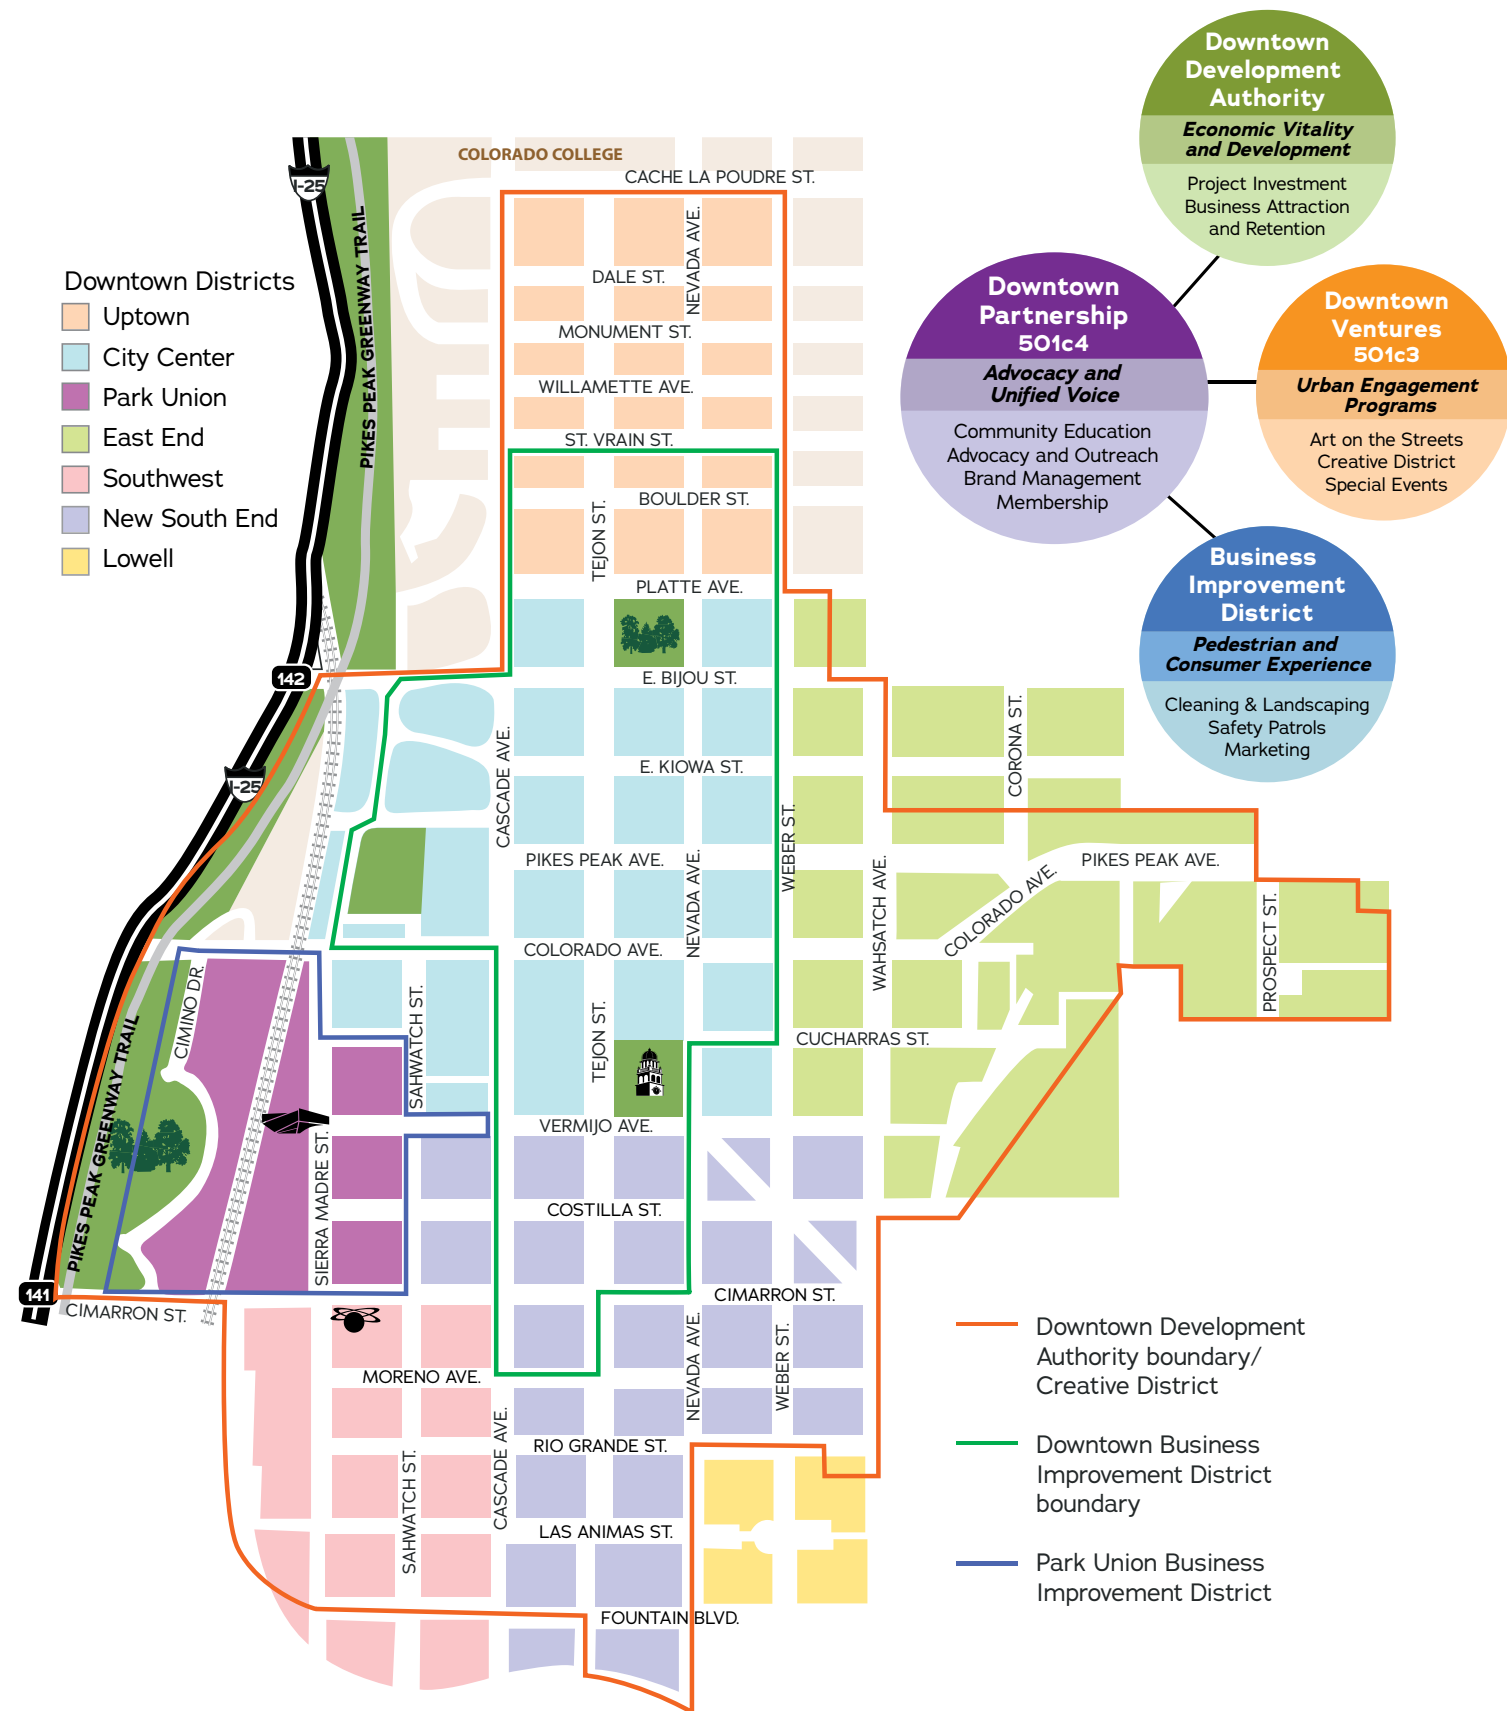 Downtown
Development
Authority
Economic Vitality
and Development
Project Investment
Business Attraction
and Retention
Downtown
Partnership
501c4
Advocacy and
Unified Voice
Community Education
Advocacy and Outreach
Brand Management
Membership
Downtown
Ventures
501c3
Urban Engagement
Programs
Art on the Streets
Creative District
Special Events
Business
Improvement
District
Pedestrian and
Consumer Experience
Cleaning & Landscaping
Safety Patrols
Marketing
Downtown Districts
Uptown
City Center
Park Union
East End
Southwest
New South End
Lowell
COLORADO COLLEGE
CACHE LA POUDRE ST.
I-25
PIKES PEAK GREENWAY TRAIL
NEVADA AVE.
DALE ST.
MONUMENT ST.
WILLAMETTE AVE.
ST. VRAIN ST.
BOULDER ST.
TEJON ST.
PLATTE AVE.
142
E. BIJOU ST.
CORONA ST.
CASCADE AVE.
E. KIOWA ST.
I-25
WEBER ST.
PIKES PEAK AVE.
PIKES PEAK AVE.
NEVADA AVE.
WAHSATCH AVE.
COLORADO AVE.
PROSPECT ST.
COLORADO AVE.
CIMINO DR.
SAHWATCH ST.
TEJON ST.
CUCHARRAS ST.
PIKES PEAK GREENWAY TRAIL
VERMIJO AVE.
SIERRA MADRE ST.
COSTILLA ST.
141
CIMARRON ST.
CIMARRON ST.
NEVADA AVE.
WEBER ST.
MORENO AVE.
CASCADE AVE.
RIO GRANDE ST.
SAHWATCH ST.
LAS ANIMAS ST.
FOUNTAIN BLVD.
Downtown Development
Authority boundary/
Creative District
Downtown Business
Improvement District
boundary
Park Union Business
Improvement District